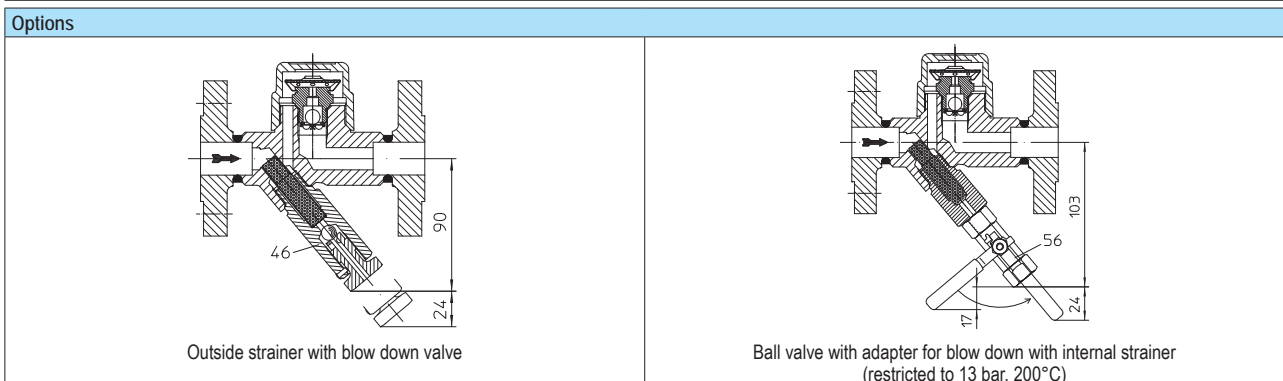 Options
90
46
24
Outside strainer with blow down valve
103
56
24
17
Ball valve with adapter for blow down with internal strainer
(restricted to 13 bar, 200°C)